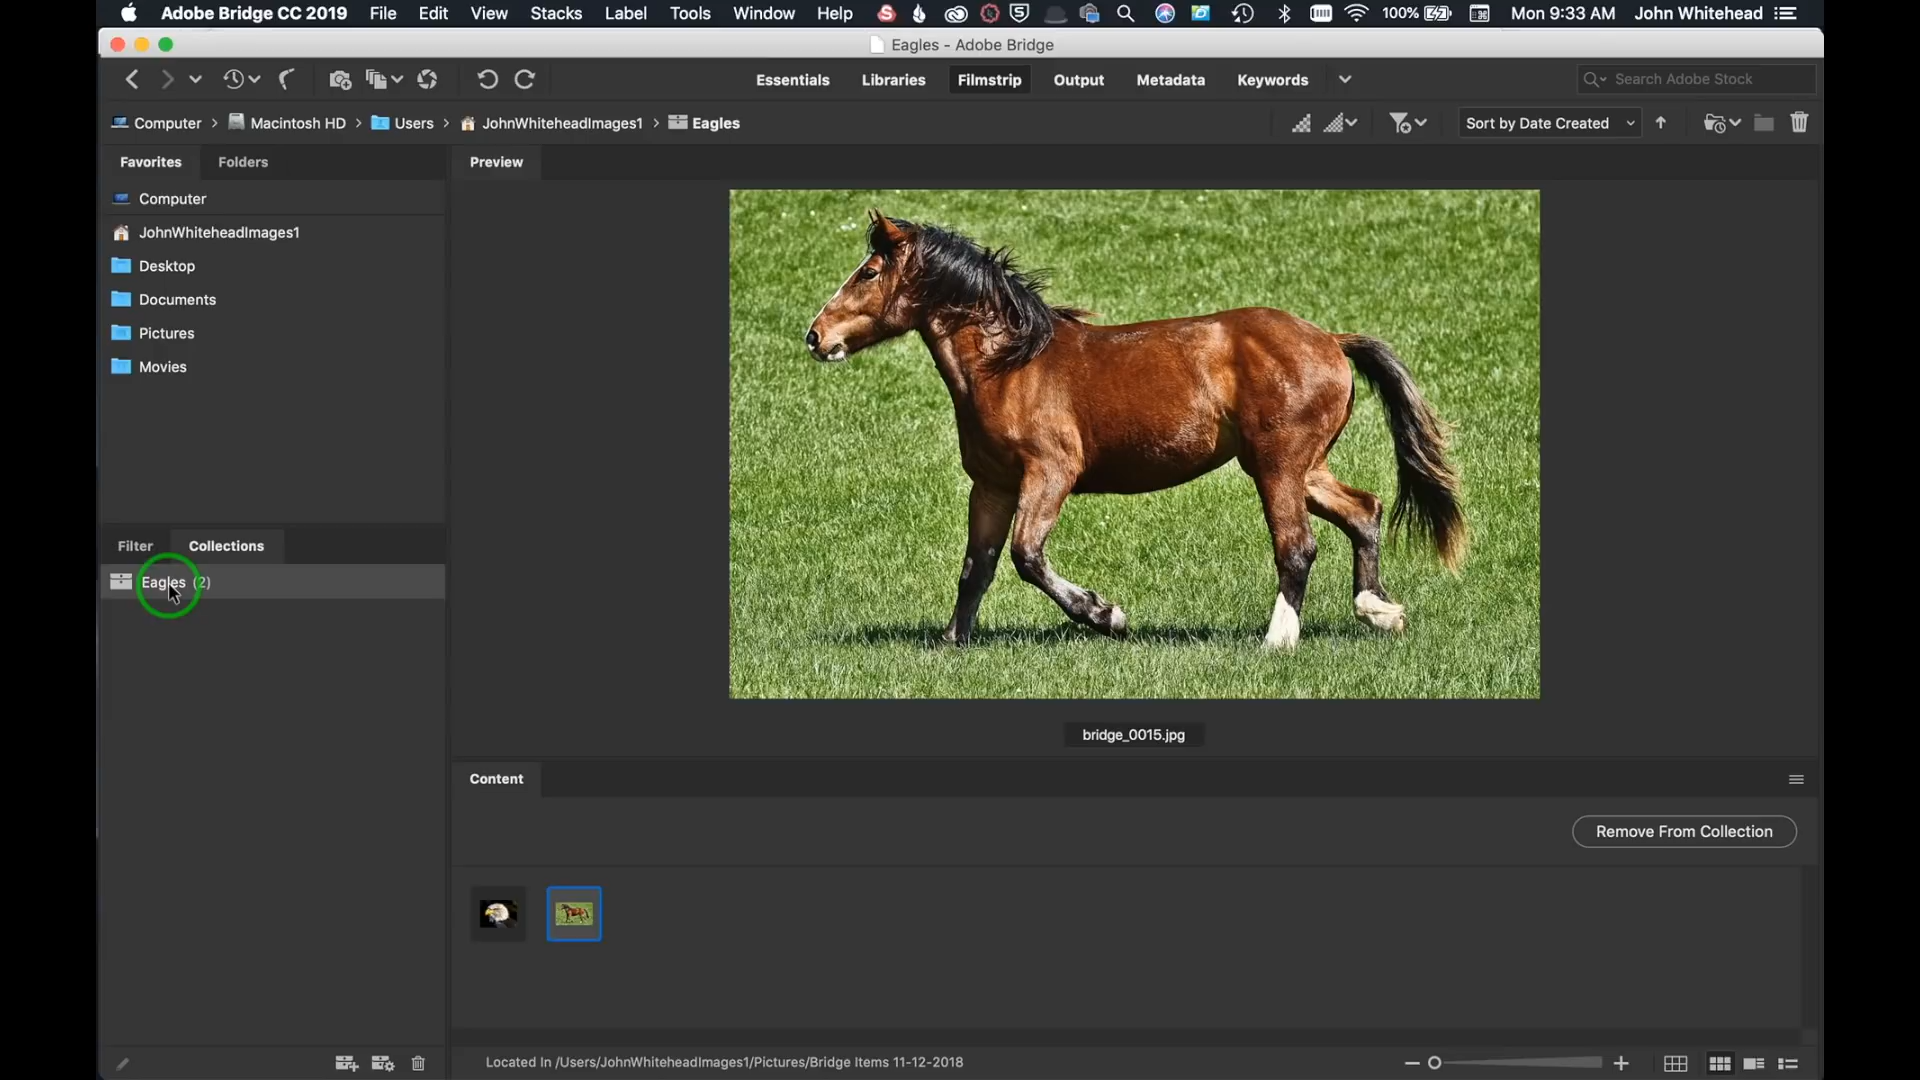 Adobe Bridge CC 2019 File Edit View Stacks Label Tools Window Help 100% Mon 9:33 AM John Whitehead
Eagles - Adobe Bridge
Essentials Libraries Filmstrip Output Metadata Keywords Search Adobe Stock
Computer Macintosh HD Users JohnWhiteheadImages1 Eagles Sort by Date Created
Favorites Folders
Preview
Computer
JohnWhiteheadImages1
Desktop
Documents
Pictures
Movies
Filter Collections
Eagles (2)
bridge_0015.jpg
Content
Remove From Collection
Located In /Users/JohnWhiteheadImages1/Pictures/Bridge Items 11-12-2018